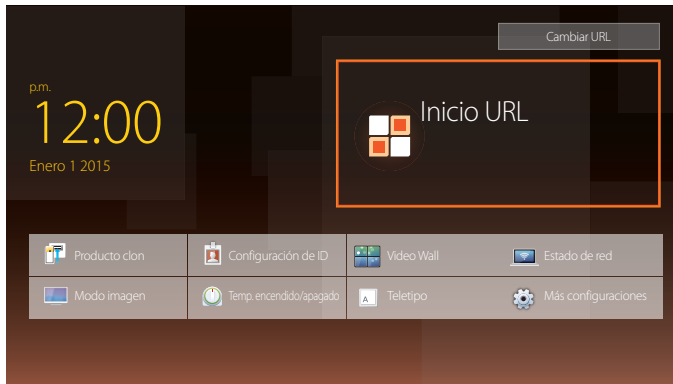 Cambiar URL
p.m.
12:00
Enero 1 2015
Inicio URL
Producto clon
Configuración de ID
Video Wall
Estado de red
Modo imagen
Temp. encendido/apagado
A
Teletipo
Más configuraciones